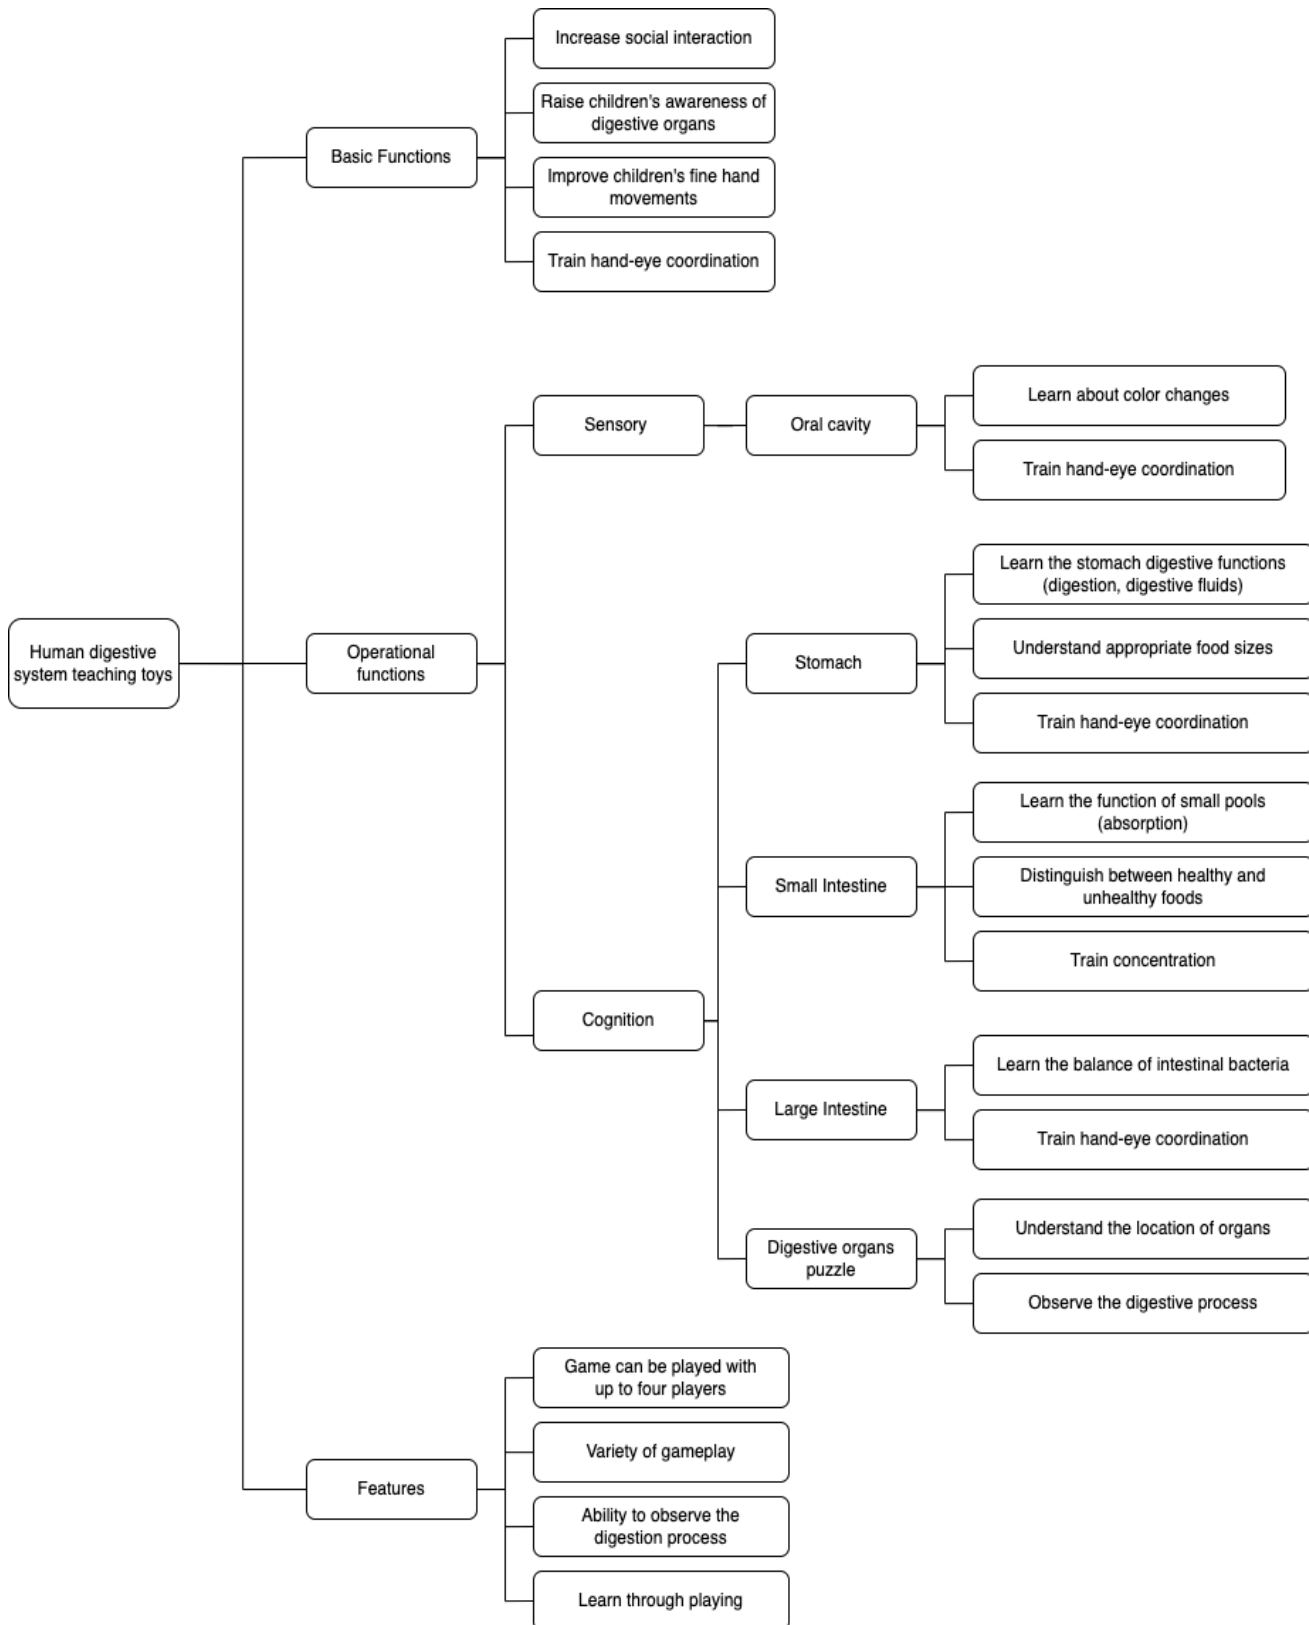 Human digestive
system teaching toys
Basic Functions
Increase social interaction
Raise children's awareness of
digestive organs
Improve children's fine hand
movements
Train hand-eye coordination
Operational
functions
Sensory
Oral cavity
Learn about color changes
Train hand-eye coordination
Cognition
Stomach
Learn the stomach digestive functions
(digestion, digestive fluids)
Understand appropriate food sizes
Train hand-eye coordination
Small Intestine
Learn the function of small pools
(absorption)
Distinguish between healthy and
unhealthy foods
Train concentration
Large Intestine
Learn the balance of intestinal bacteria
Train hand-eye coordination
Digestive organs
puzzle
Understand the location of organs
Observe the digestive process
Features
Game can be played with
up to four players
Variety of gameplay
Ability to observe the
digestion process
Learn through playing